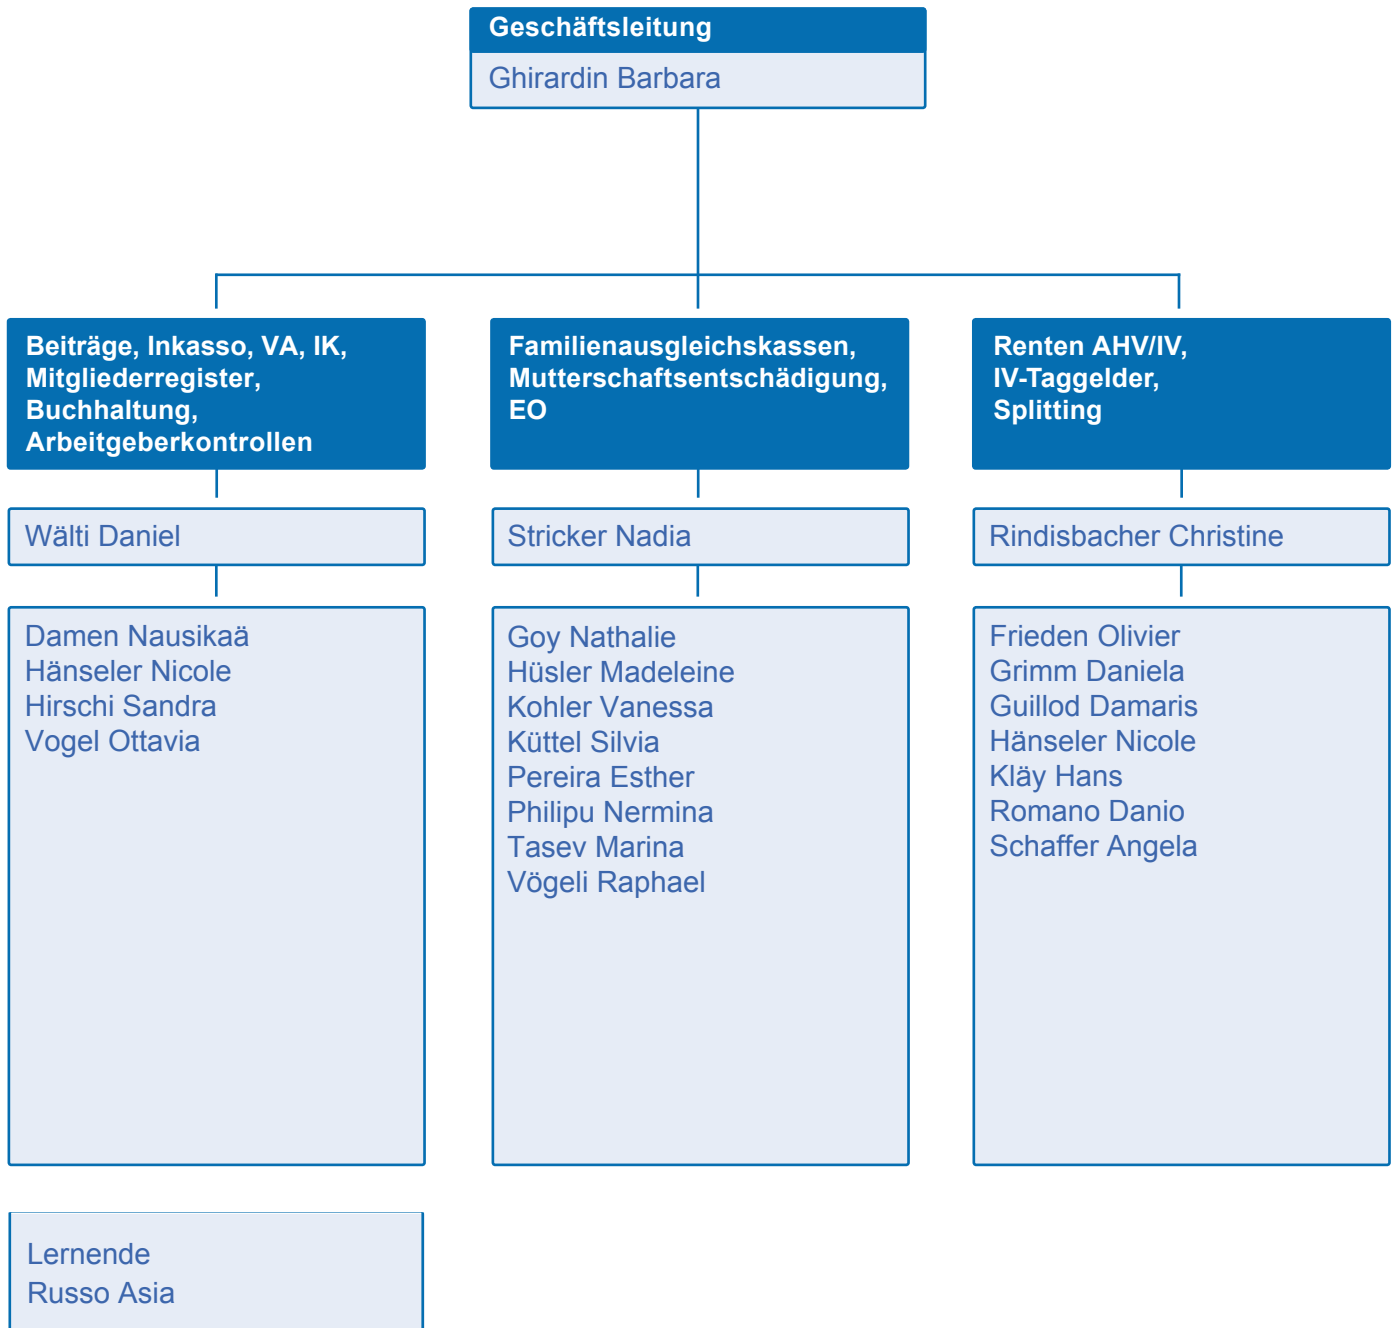 Geschäftsleitung
Ghirardin Barbara
Beiträge, Inkasso, VA, IK,
Mitgliederregister,
Buchhaltung,
Arbeitgeberkontrollen
Wälti Daniel
Damen Nausikaä
Hänseler Nicole
Hirschi Sandra
Vogel Ottavia
Familienausgleichskassen,
Mutterschaftsentschädigung,
EO
Stricker Nadia
Goy Nathalie
Hüsler Madeleine
Kohler Vanessa
Küttel Silvia
Pereira Esther
Philipu Nermina
Tasev Marina
Vögeli Raphael
Renten AHV/IV,
IV-Taggelder,
Splitting
Rindisbacher Christine
Frieden Olivier
Grimm Daniela
Guillod Damaris
Hänseler Nicole
Kläy Hans
Romano Danio
Schaffer Angela
Lernende
Russo Asia